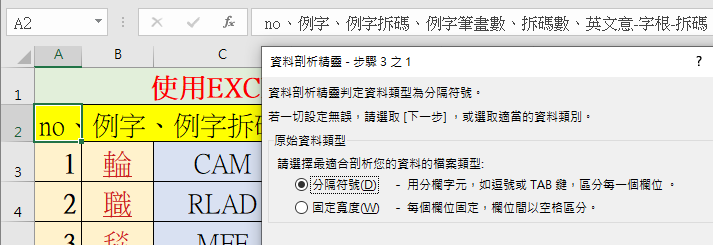 A2
no、例字、例字拆碼、例字筆畫數、拆碼數、英文意-字根-拆碼
A B C
1 使用EXC
2 no、例字、例字拆
3 1 輪 CAM
4 2 職 RLAD
3
資料剖析精靈 - 步驟 3 之 1
?
資料剖析精靈判定資料類型為分隔符號。
若一切設定無誤，請選取 [下一步]，或選取適當的資料類別。
原始資料類型
請選擇最適合剖析您的資料的檔案類型:
分隔符號(D) - 用分欄字元，如逗號或 TAB 鍵，區分每一個欄位 。
固定寬度(W) - 每個欄位固定，欄位間以空格區分。